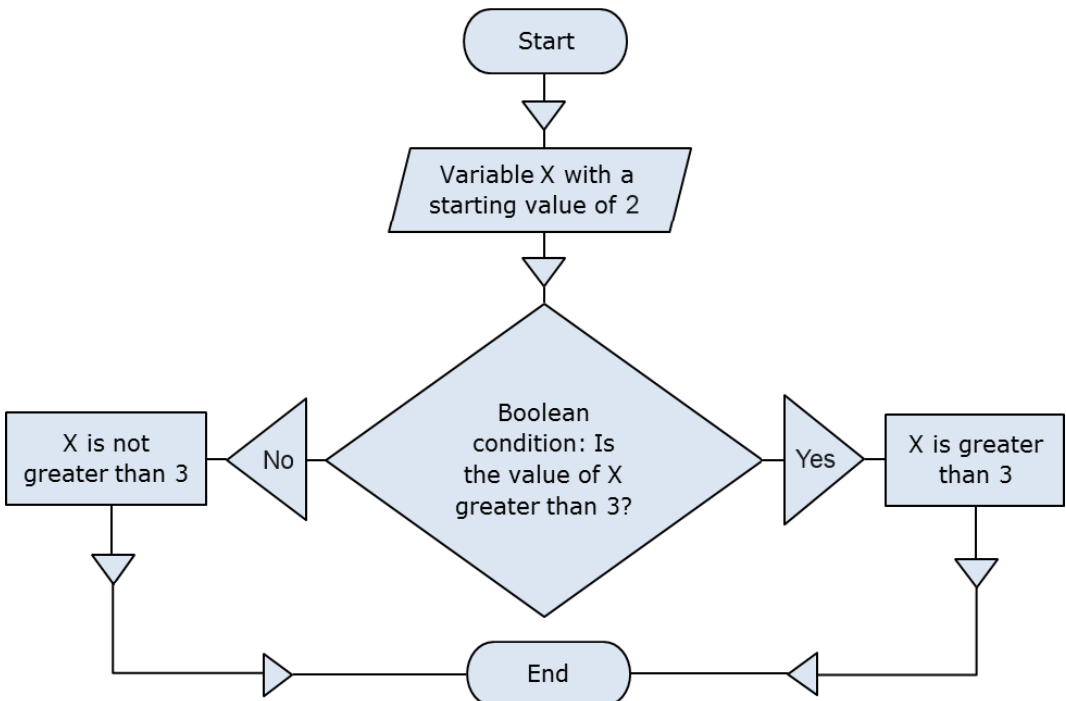 Start
Variable X with a
starting value of 2
Boolean
condition: Is
the value of X
greater than 3?
No
Yes
X is not
greater than 3
X is greater
than 3
End